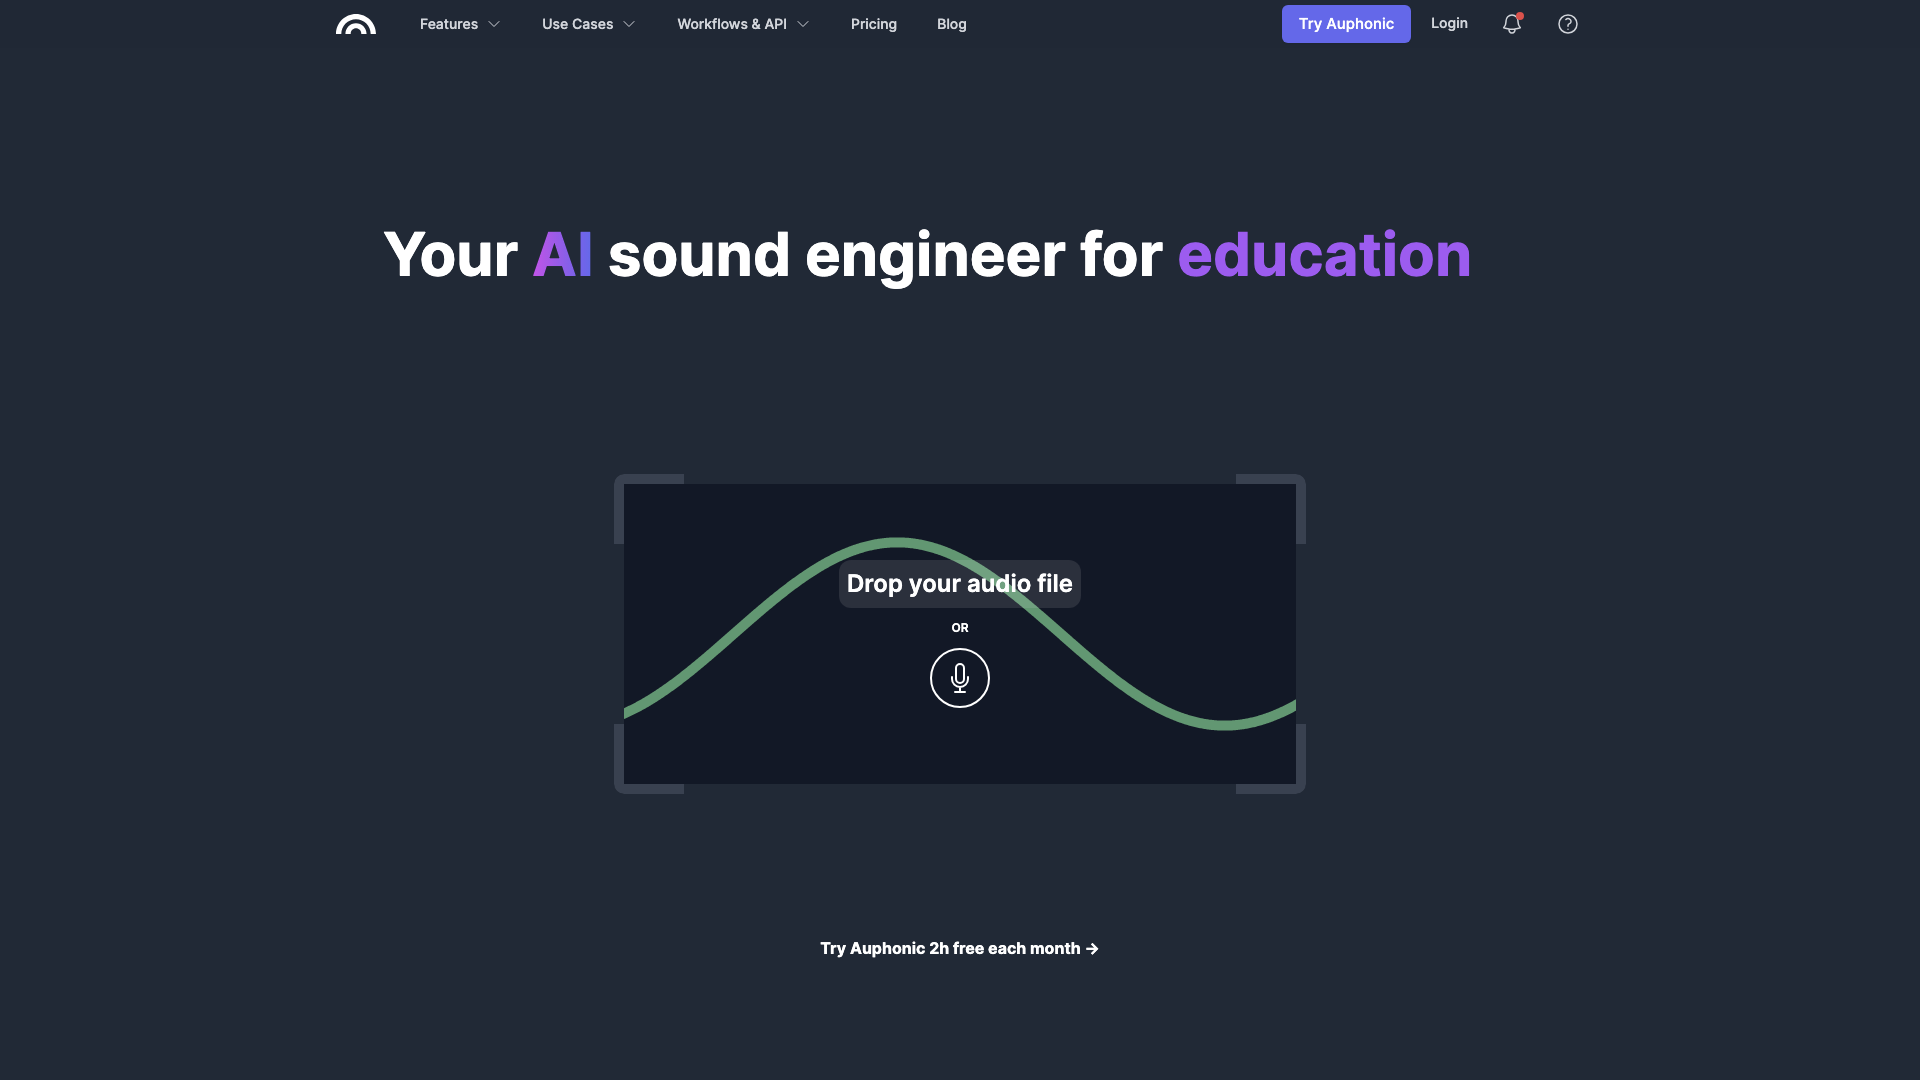 Features
Use Cases
Workflows & API
Pricing
Blog
Try Auphonic
Login
Your AI sound engineer for education
Drop your audio file
OR
Try Auphonic 2h free each month →